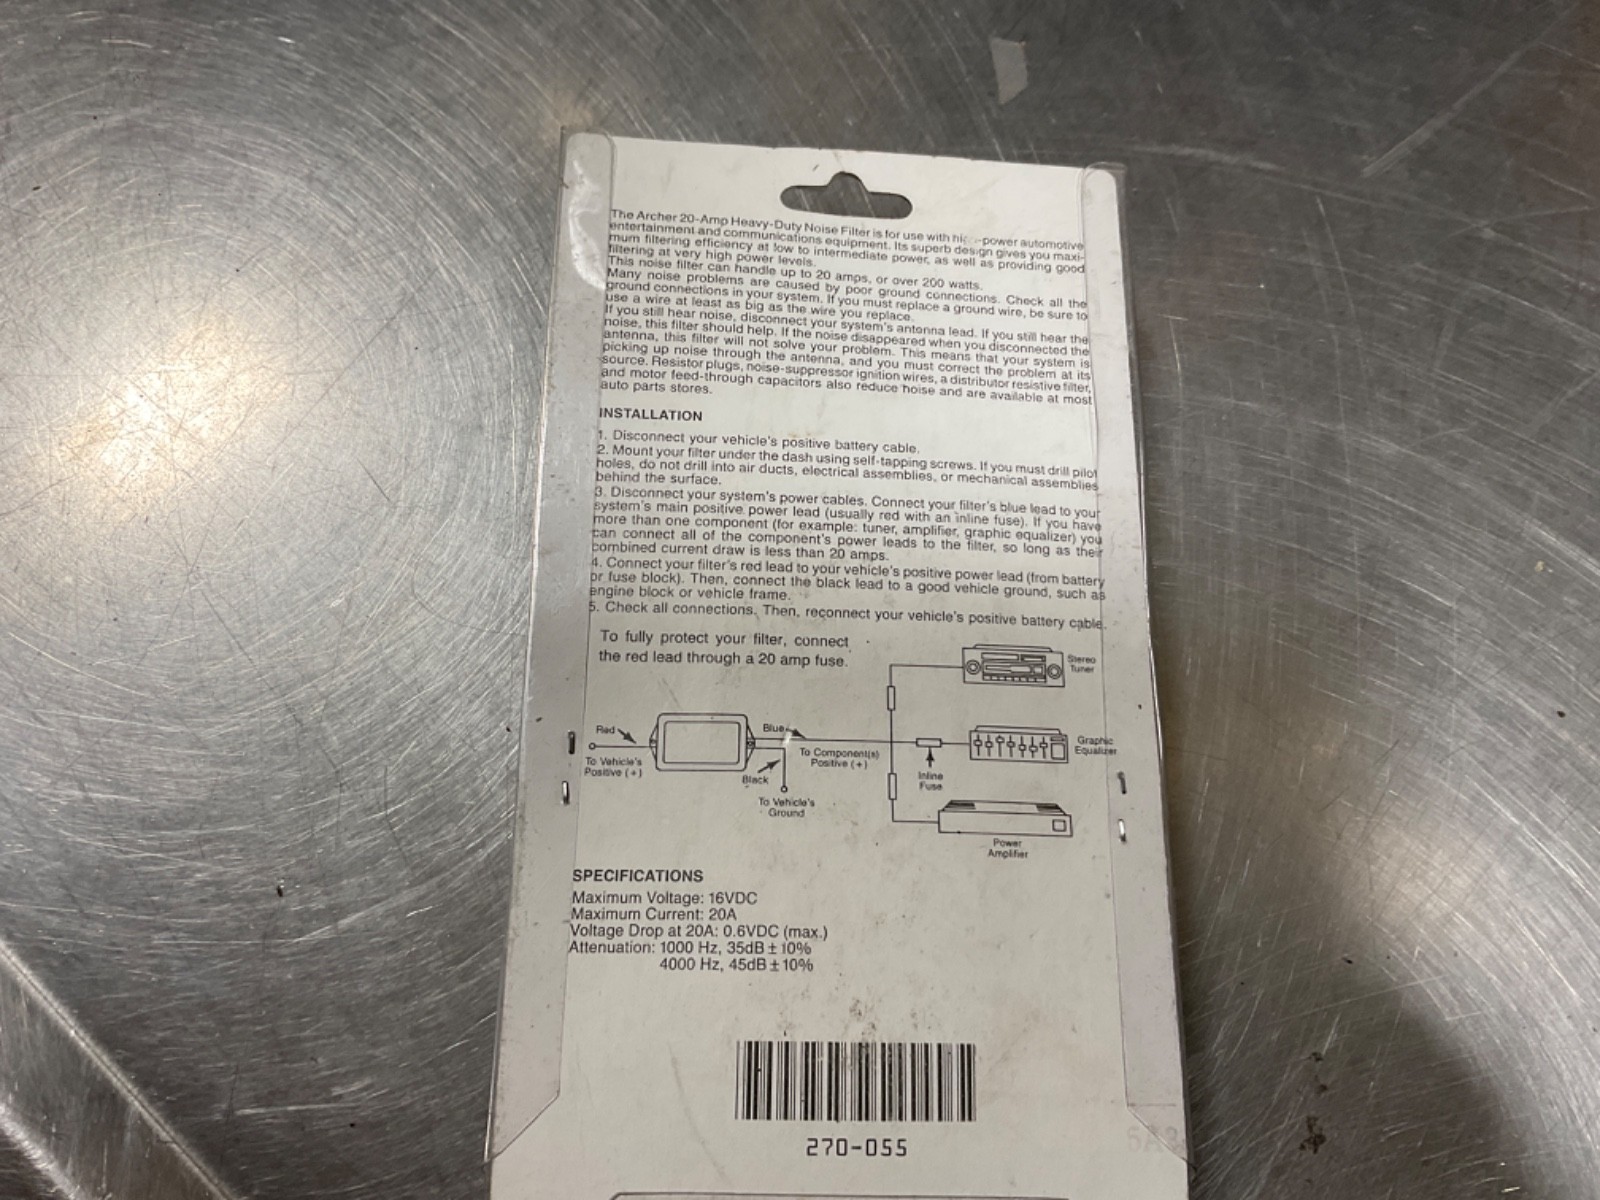 The Archer 20-Amp Heavy-Duty Noise Filter is for use with hi -power automotive
entertainment and communications equipment. Its superb design gives you maxi-
mum filtering efficiency at low to intermediate power, as well as providing good
filtering at very high power levels.
This noise filter can handle up to 20 amps, or over 200 watts.
Many noise problems are caused by poor ground connections. Check all the
ground connections in your system. If you must replace a ground wire, be sure to
use a wire at least as big as the wire you replace.
If you still hear noise, disconnect your system's antenna lead. If you still hear the
noise, this filter should help. If the noise disappeared when you disconnected the
antenna, this filter will not solve your problem. This means that your system is
picking up noise through the antenna, and you must correct the problem at its
source. Resistor plugs, noise-suppressor ignition wires, a distributor resistive filter,
and motor feed-through capacitors also reduce noise and are available at most
auto parts stores.
INSTALLATION
1. Disconnect your vehicle's positive battery cable.
2. Mount your filter under the dash using self-tapping screws. If you must drill pilot
holes, do not drill into air ducts, electrical assemblies, or mechanical assemblies
behind the surface.
3. Disconnect your system's power cables. Connect your filter's blue lead to your
system's main positive power lead (usually red with an inline fuse). If you have
more than one component (for example: tuner, amplifier, graphic equalizer) you
can connect all of the component's power leads to the filter, so long as their
combined current draw is less than 20 amps.
4. Connect your filter's red lead to your vehicle's positive power lead (from battery
or fuse block). Then, connect the black lead to a good vehicle ground, such as
engine block or vehicle frame.
5. Check all connections. Then, reconnect your vehicle's positive battery cable.
To fully protect your filter, connect
the red lead through a 20 amp fuse.
Stereo
Tuner
Red
Blue
To Vehicle's
Positive (+)
Black
To Vehicle's
Ground
To Component(s)
Positive (+)
Inline
Fuse
Graphic
Equalizer
Power
Amplifier
SPECIFICATIONS
Maximum Voltage: 16VDC
Maximum Current: 20A
Voltage Drop at 20A: 0.6VDC (max.)
Attenuation: 1000 Hz, 35dB ± 10%
4000 Hz, 45dB ± 10%
270-055